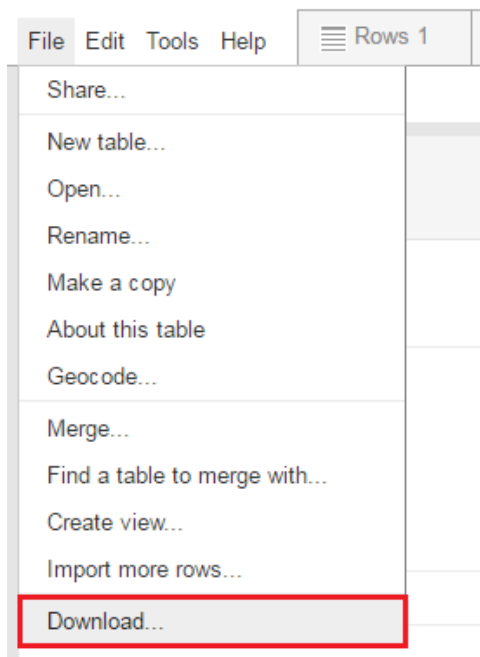 File Edit Tools Help Rows 1
Share...
New table...
Open...
Rename...
Make a copy
About this table
Geocode...
Merge...
Find a table to merge with...
Create view...
Import more rows...
Download...